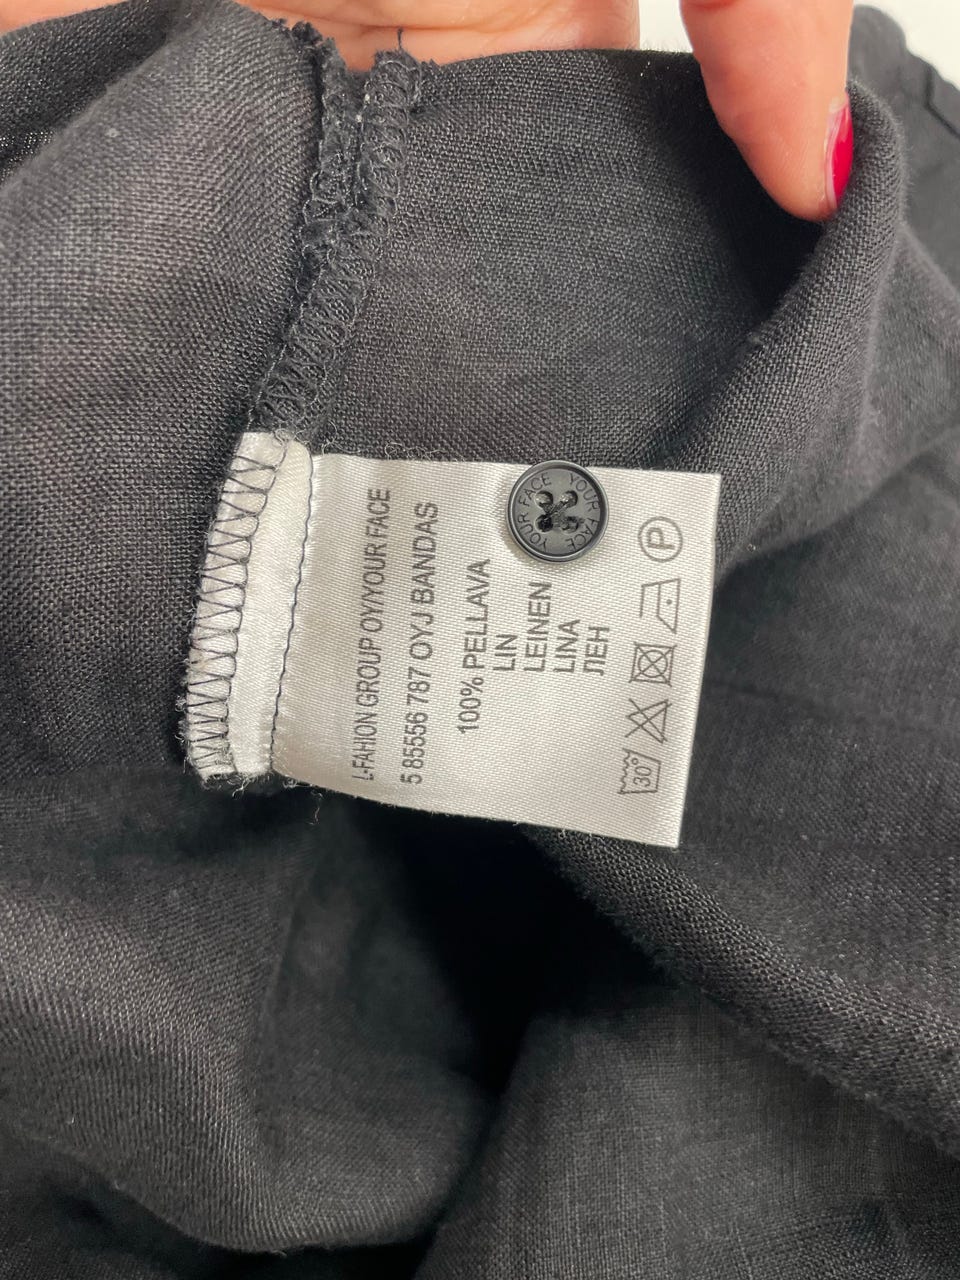 L-FAHION GROUP OY/YOUR FACE
5 85556 787 OYJ BANDAS
100% PELLAVA
LIN
LEINEN
LINA
ЛЕН
30°
P
YOUR FACE YOUR FACE